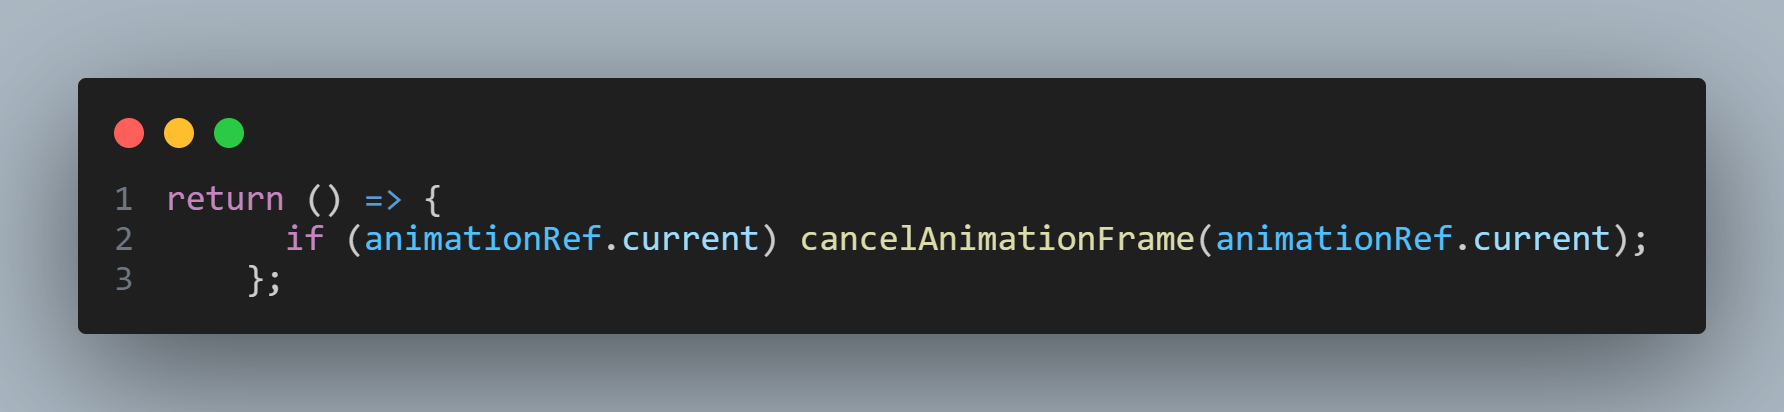 1 return () => {
2       if (animationRef.current) cancelAnimationFrame(animationRef.current);
3     };